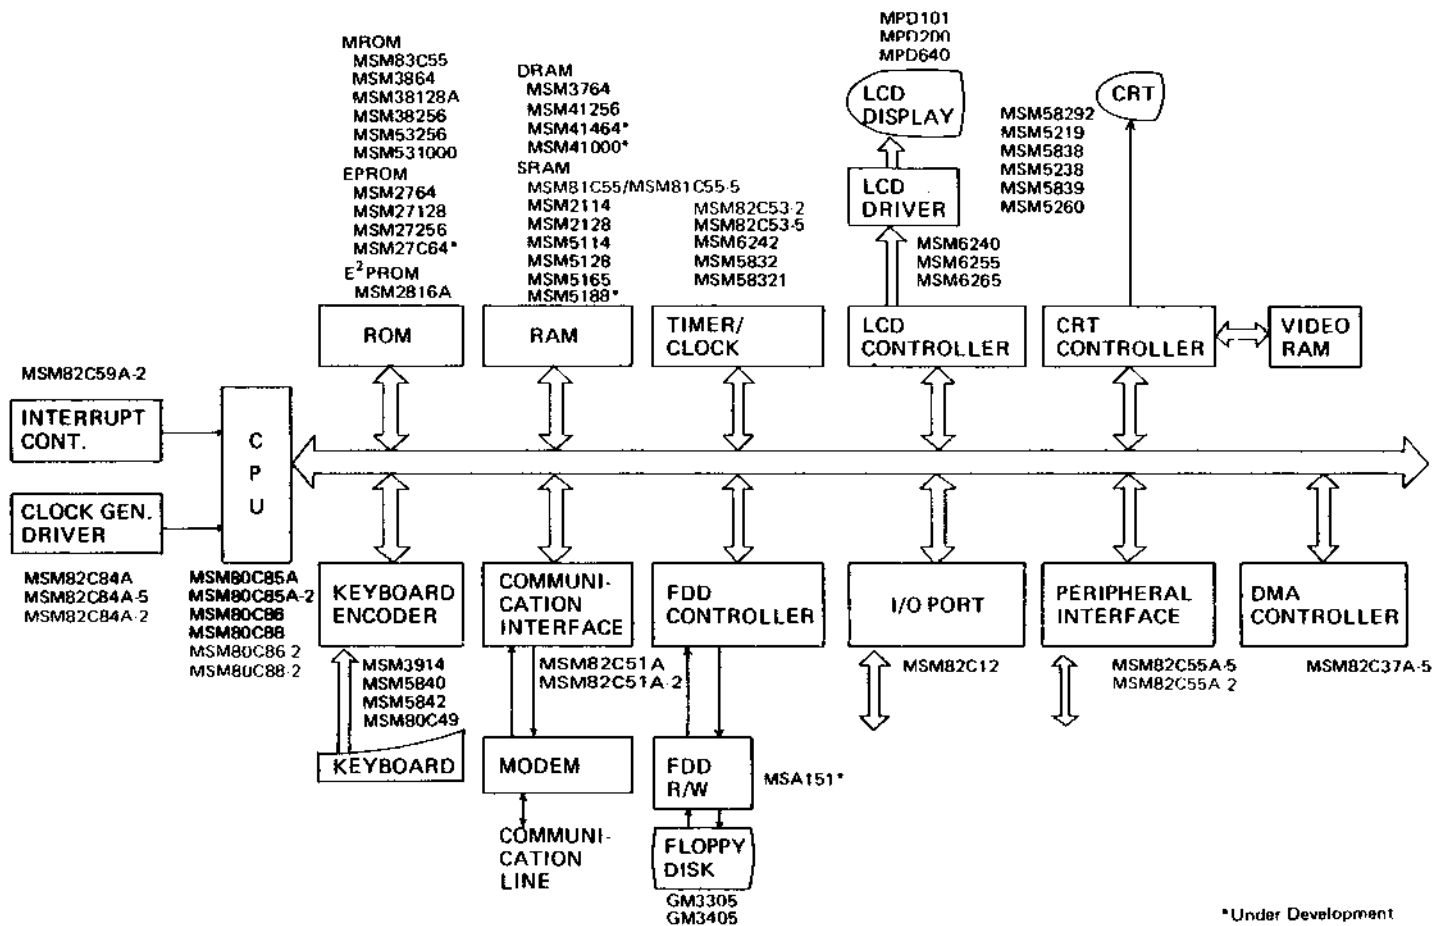 MROM
MSM83C55
MSM3864
MSM38128A
MSM38256
MSM53256
MSM531000
EPROM
MSM2764
MSM27128
MSM27256
MSM27C64*
E²PROM
MSM2816A
ROM
DRAM
MSM3764
MSM41256
MSM41464*
MSM41000*
SRAM
MSM81C55/MSM81C55-5
MSM2114
MSM2128
MSM5114
MSM5128
MSM5165
MSM5188*
RAM
MSM82C53-2
MSM82C53-5
MSM6242
MSM5832
MSM58321
TIMER/
CLOCK
MPD101
MPD200
MPD640
LCD
DISPLAY
LCD
DRIVER
MSM6240
MSM6255
MSM6265
LCD
CONTROLLER
MSM58292
MSM5219
MSM5838
MSM5238
MSM5839
MSM5260
CRT
CRT
CONTROLLER
VIDEO
RAM
MSM82C59A-2
INTERRUPT
CONT.
CLOCK GEN.
DRIVER
MSM82C84A
MSM82C84A-5
MSM82C84A-2
C
P
U
MSM80C85A
MSM80C85A-2
MSM80C86
MSM80C88
MSM80C86-2
MSM80C88-2
KEYBOARD
ENCODER
MSM3914
MSM5840
MSM5842
MSM80C49
KEYBOARD
COMMUNI-
CATION
INTERFACE
MSM82C51A
MSM82C51A-2
MODEM
COMMUNI-
CATION
LINE
FDD
CONTROLLER
FDD
R/W
MSA151*
FLOPPY
DISK
GM3305
GM3405
I/O PORT
MSM82C12
PERIPHERAL
INTERFACE
MSM82C55A-5
MSM82C55A-2
DMA
CONTROLLER
MSM82C37A-5
*Under Development